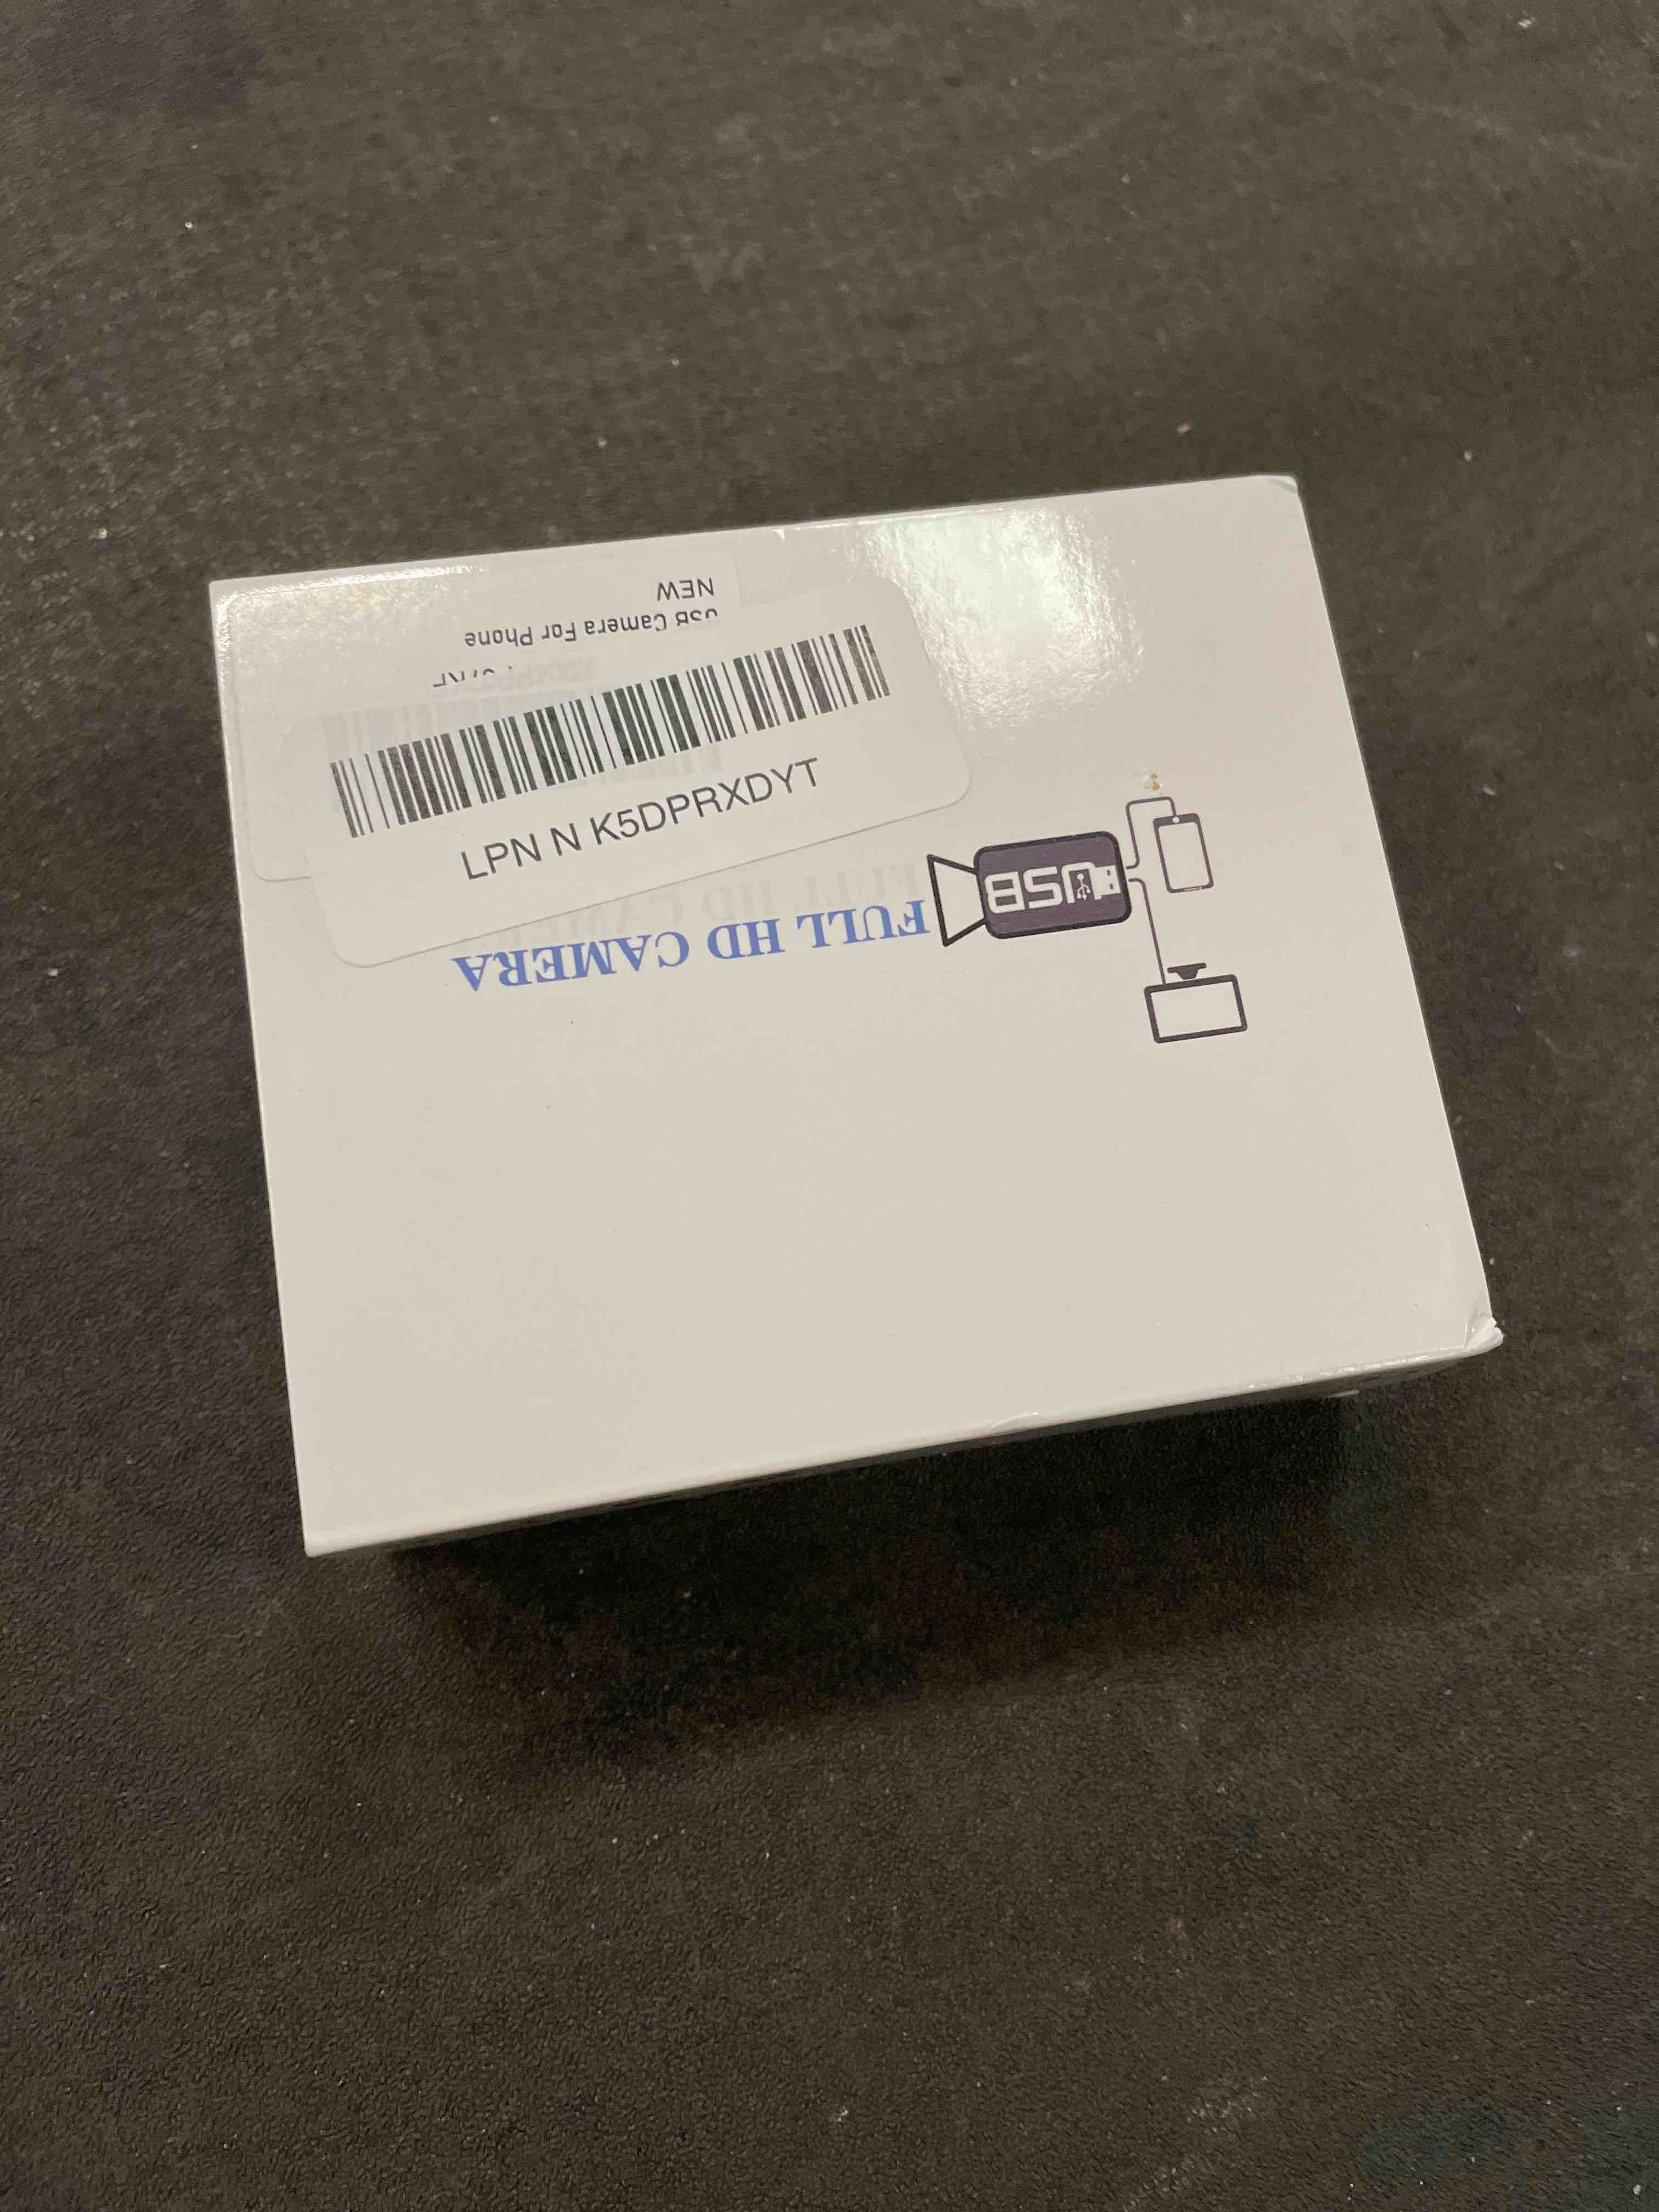 LPN N K5DPRXDYT
USB Camera For Phone
NEW
FULL HD CAMERA
USB